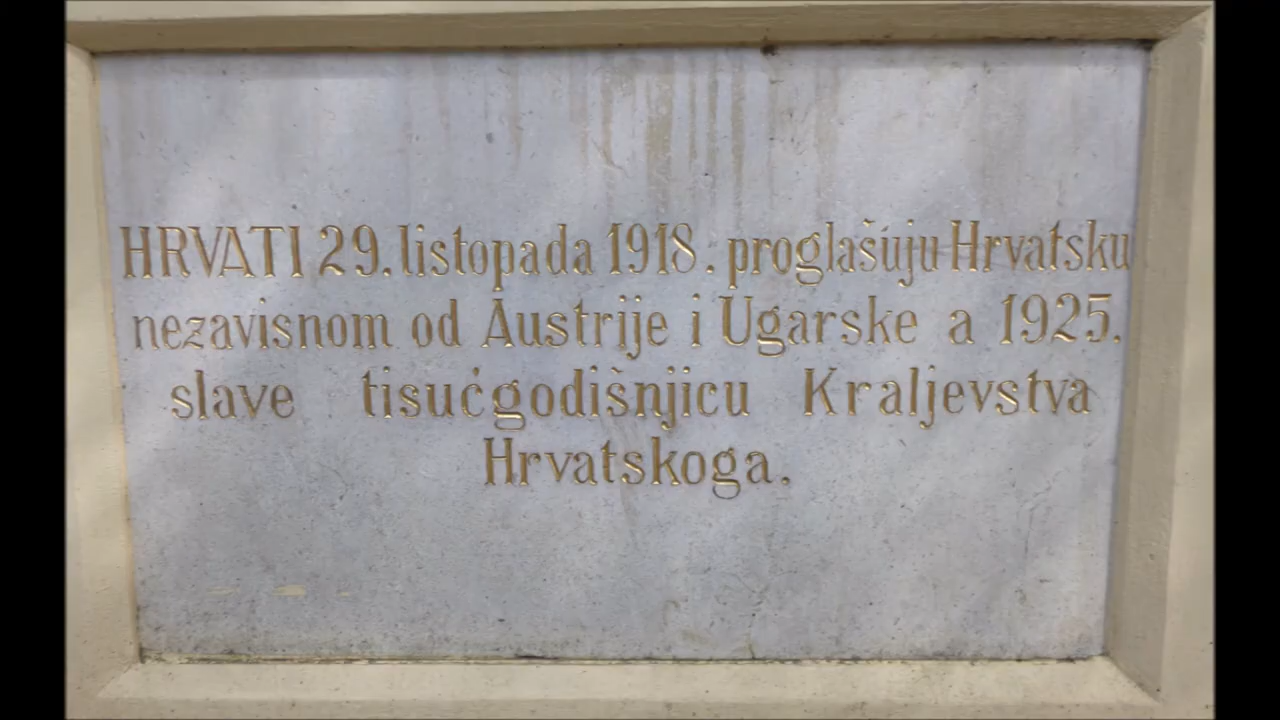 HRVATI 29. listopada 1918. proglašuju Hrvatsku
nezavisnom od Austrije i Ugarske a 1925.
slave tisućgodišnjicu Kraljevstva
Hrvatskoga.